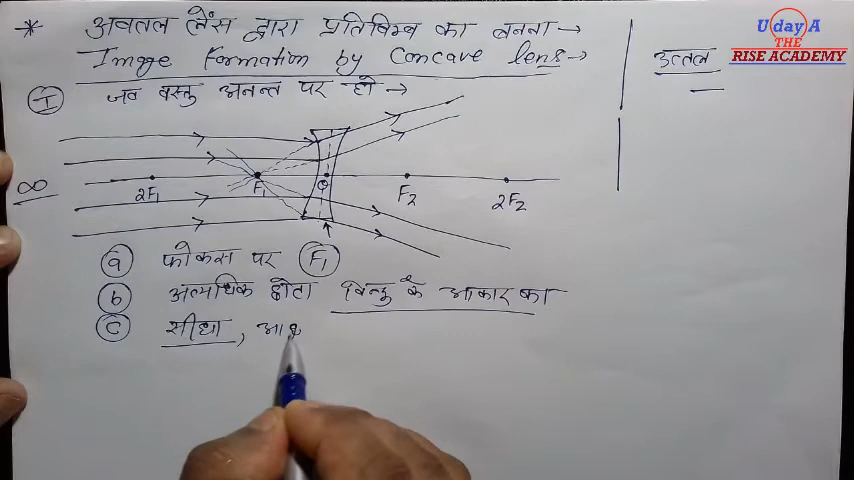 * अवतल लेंस द्वारा प्रतिबिम्ब का बनना →
Image Formation by Concave lens →
I जब वस्तु अनन्त पर हो →
∞
2F₁ F₁ O F₂ 2F₂
a फोकस पर F₁
b अत्यधिक छोटा बिन्दु के आकार का
c सीधा, आ
उत्तल
U day A
THE
RISE ACADEMY